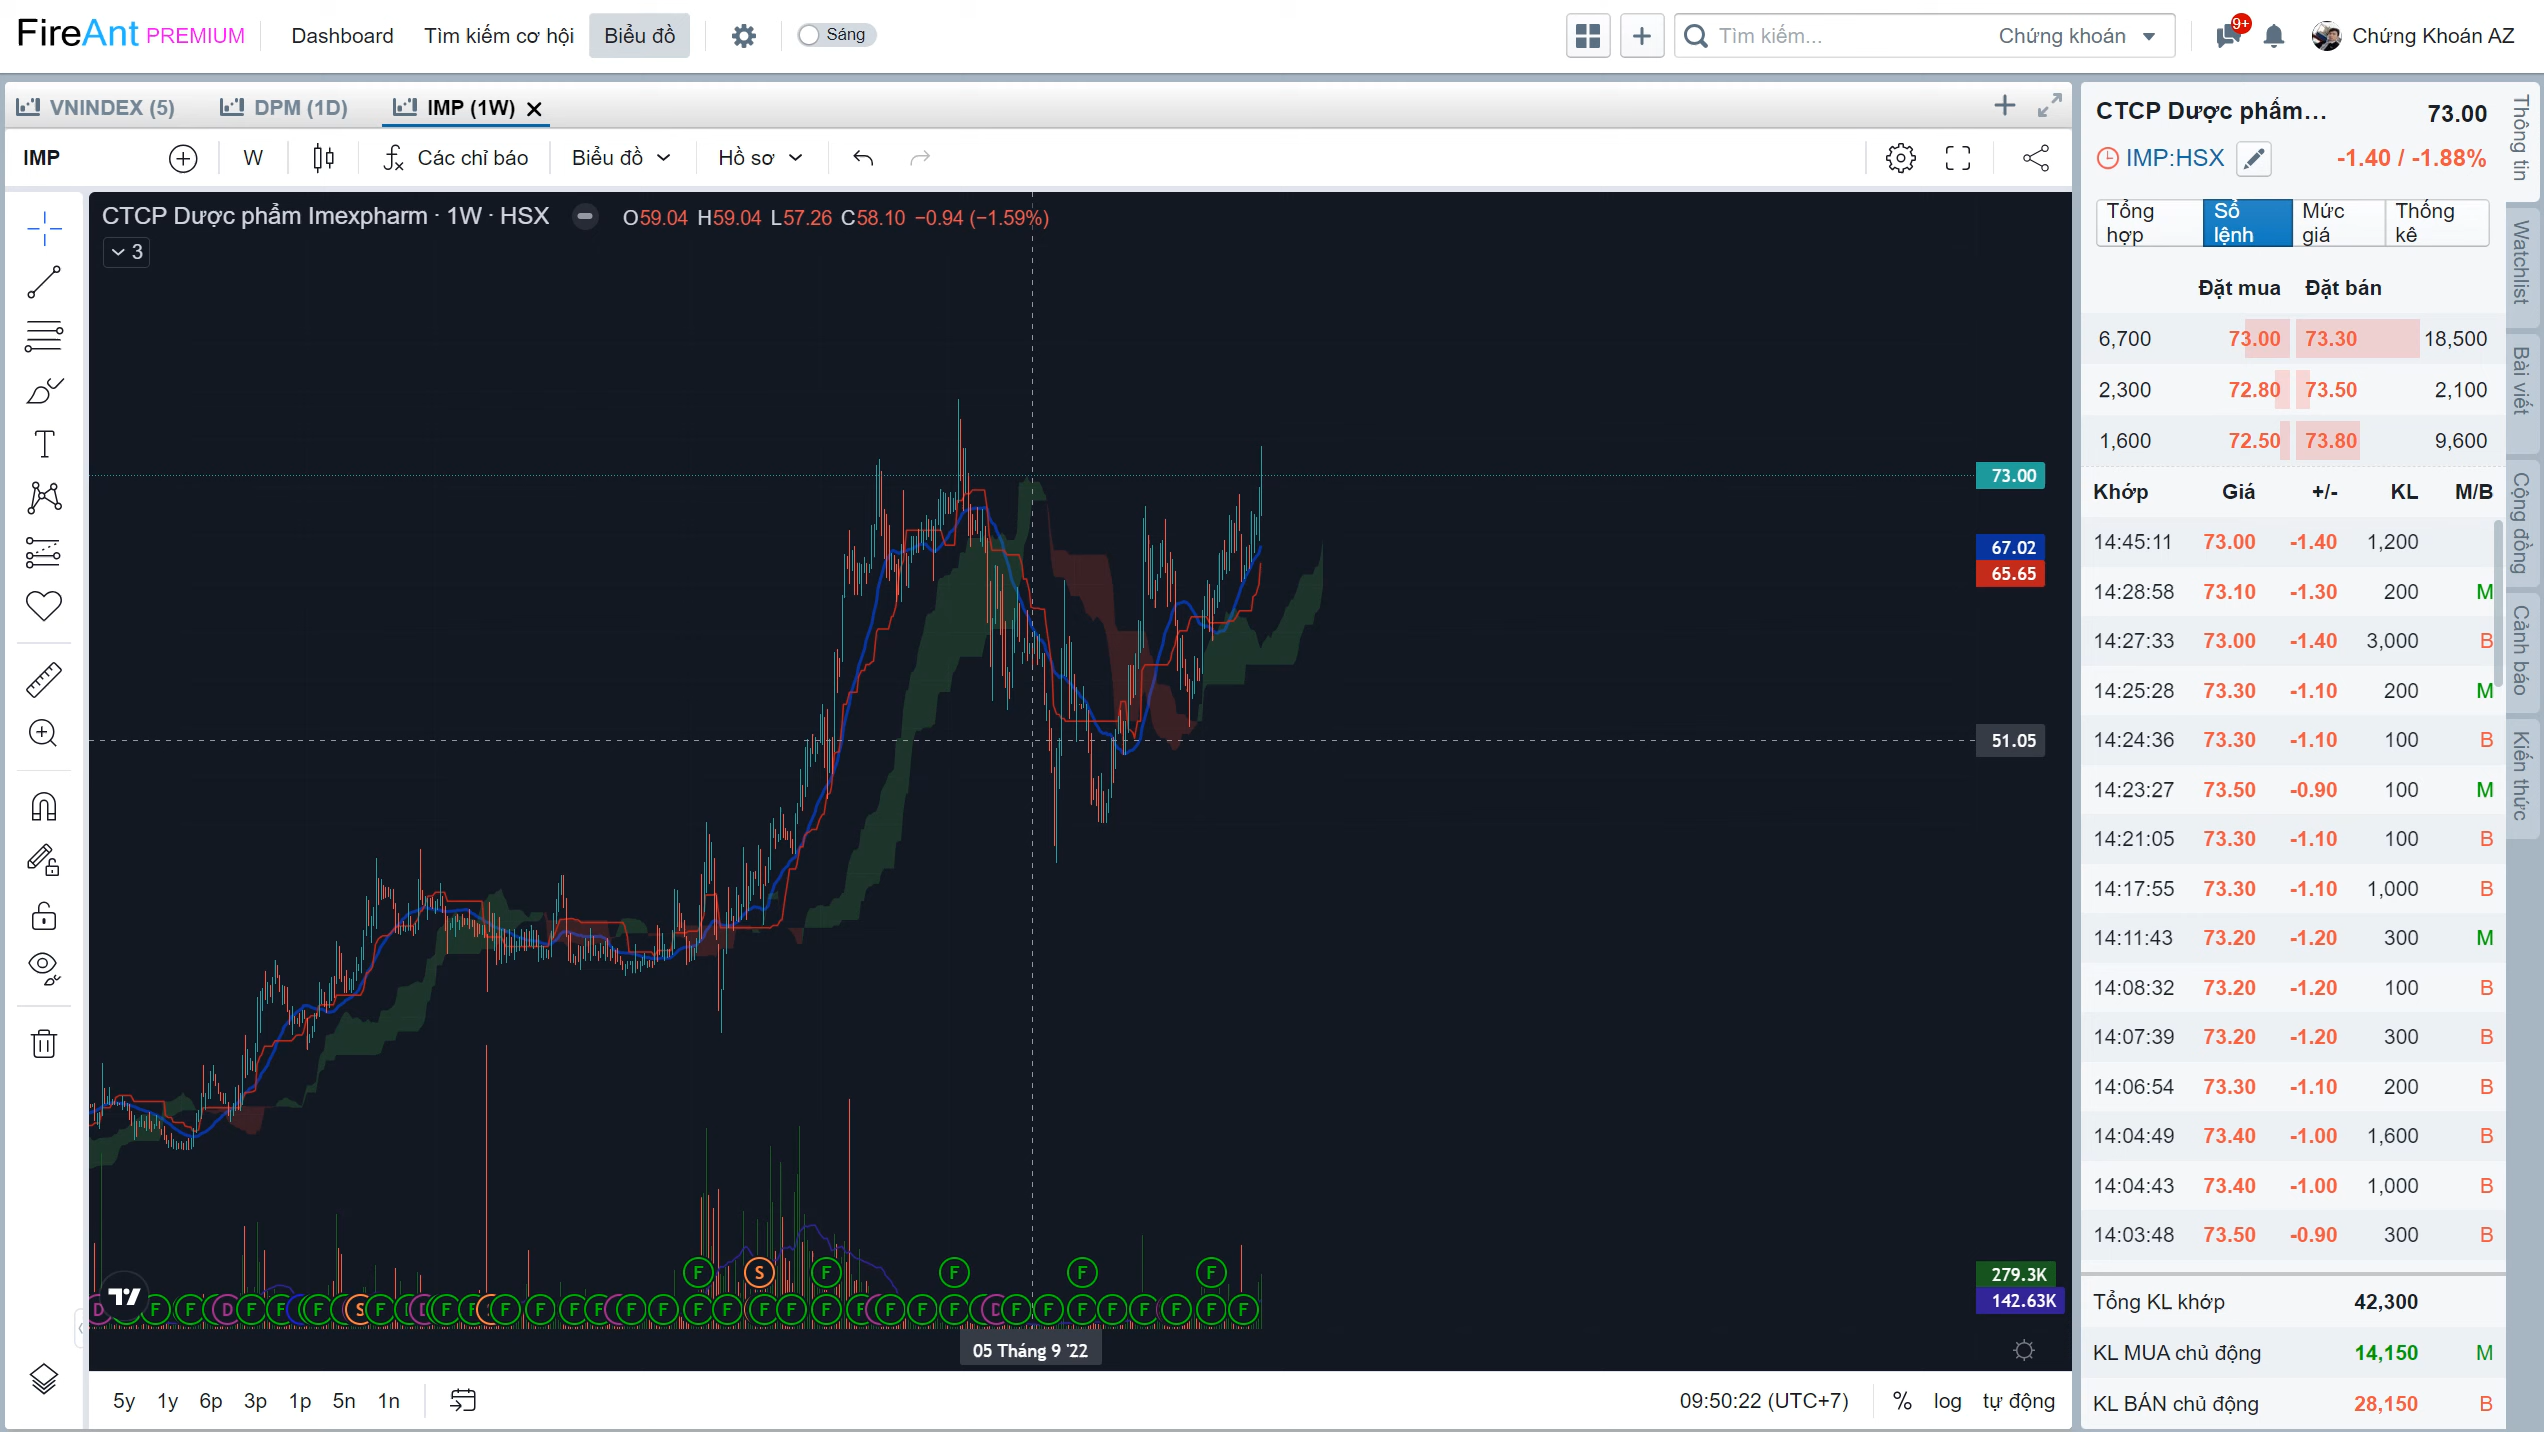 FireAnt PREMIUM Dashboard Tìm kiếm cơ hội Biểu đồ Sáng Tìm kiếm... Chứng khoán 9+ Chứng Khoán AZ
VNINDEX (5) DPM (1D) IMP (1W)
IMP W Các chỉ báo Biểu đồ Hồ sơ
CTCP Dược phẩm Imexpharm · 1W · HSX O59.04 H59.04 L57.26 C58.10 −0.94 (−1.59%)
3
73.00
67.02
65.65
51.05
279.3K
142.63K
F S F F F F
D F F D F F F S F D F F F F F F F F F F F F F F F F D F F F F F F F F
05 Tháng 9 '22
5y 1y 6p 3p 1p 5n 1n 09:50:22 (UTC+7) % log tự động
CTCP Dược phẩm... 73.00
IMP:HSX -1.40 / -1.88%
Tổng hợp Sổ lệnh Mức giá Thống kê
Đặt mua Đặt bán
6,700 73.00 73.30 18,500
2,300 72.80 73.50 2,100
1,600 72.50 73.80 9,600
Khớp Giá +/- KL M/B
14:45:11 73.00 -1.40 1,200
14:28:58 73.10 -1.30 200 M
14:27:33 73.00 -1.40 3,000 B
14:25:28 73.30 -1.10 200 M
14:24:36 73.30 -1.10 100 B
14:23:27 73.50 -0.90 100 M
14:21:05 73.30 -1.10 100 B
14:17:55 73.30 -1.10 1,000 B
14:11:43 73.20 -1.20 300 M
14:08:32 73.20 -1.20 100 B
14:07:39 73.20 -1.20 300 B
14:06:54 73.30 -1.10 200 B
14:04:49 73.40 -1.00 1,600 B
14:04:43 73.40 -1.00 1,000 B
14:03:48 73.50 -0.90 300 B
Tổng KL khớp 42,300
KL MUA chủ động 14,150 M
KL BÁN chủ động 28,150 B
Thông tin
Watchlist
Bài viết
Cộng đồng
Cảnh báo
Kiến thức